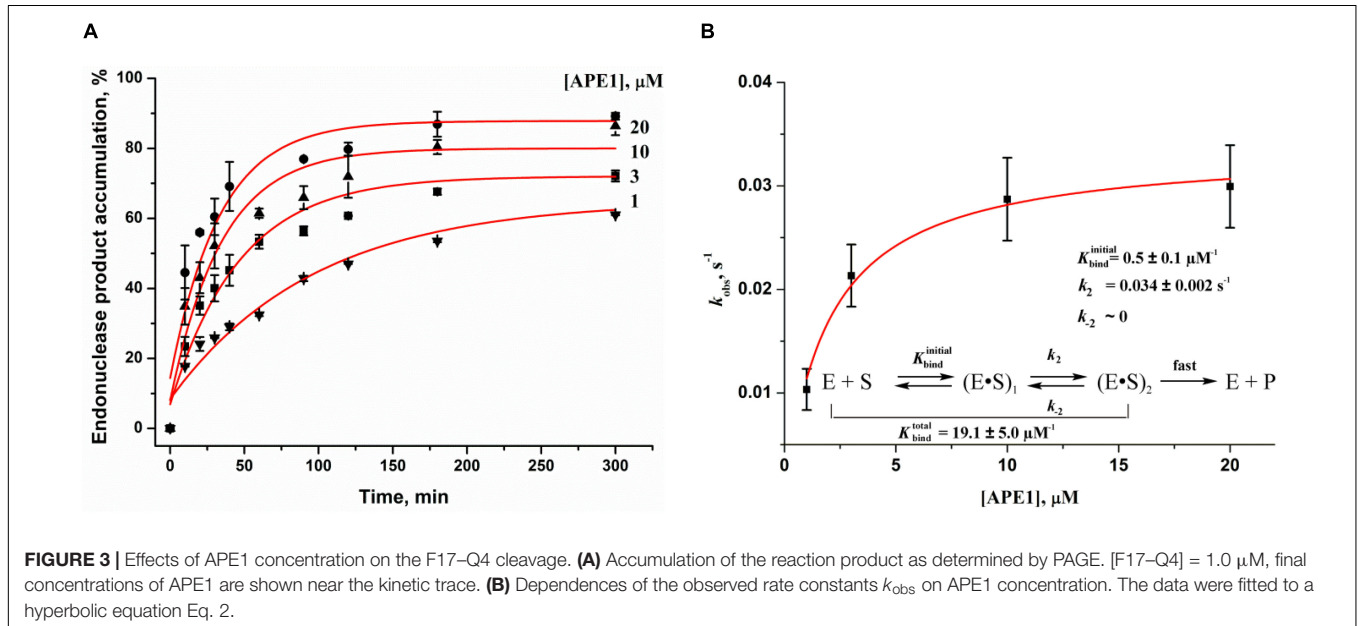 A
Endonuclease product accumulation, %
100
80
60
40
20
0
[APE1], μM
20
10
3
1
0 50 100 150 200 250 300
Time, min
B
k_obs, s⁻¹
0.04
0.03
0.02
0.01
K_bind^initial = 0.5 ± 0.1 μM⁻¹
k_2 = 0.034 ± 0.002 s⁻¹
k_-2 ~ 0
K_bind^initial k_2 fast
E + S (E•S)₁ (E•S)₂ E + P
k_-2
K_bind^total = 19.1 ± 5.0 μM⁻¹
0 5 10 15 20
[APE1], μM
FIGURE 3 | Effects of APE1 concentration on the F17–Q4 cleavage. (A) Accumulation of the reaction product as determined by PAGE. [F17–Q4] = 1.0 μM, final
concentrations of APE1 are shown near the kinetic trace. (B) Dependences of the observed rate constants k_obs on APE1 concentration. The data were fitted to a
hyperbolic equation Eq. 2.